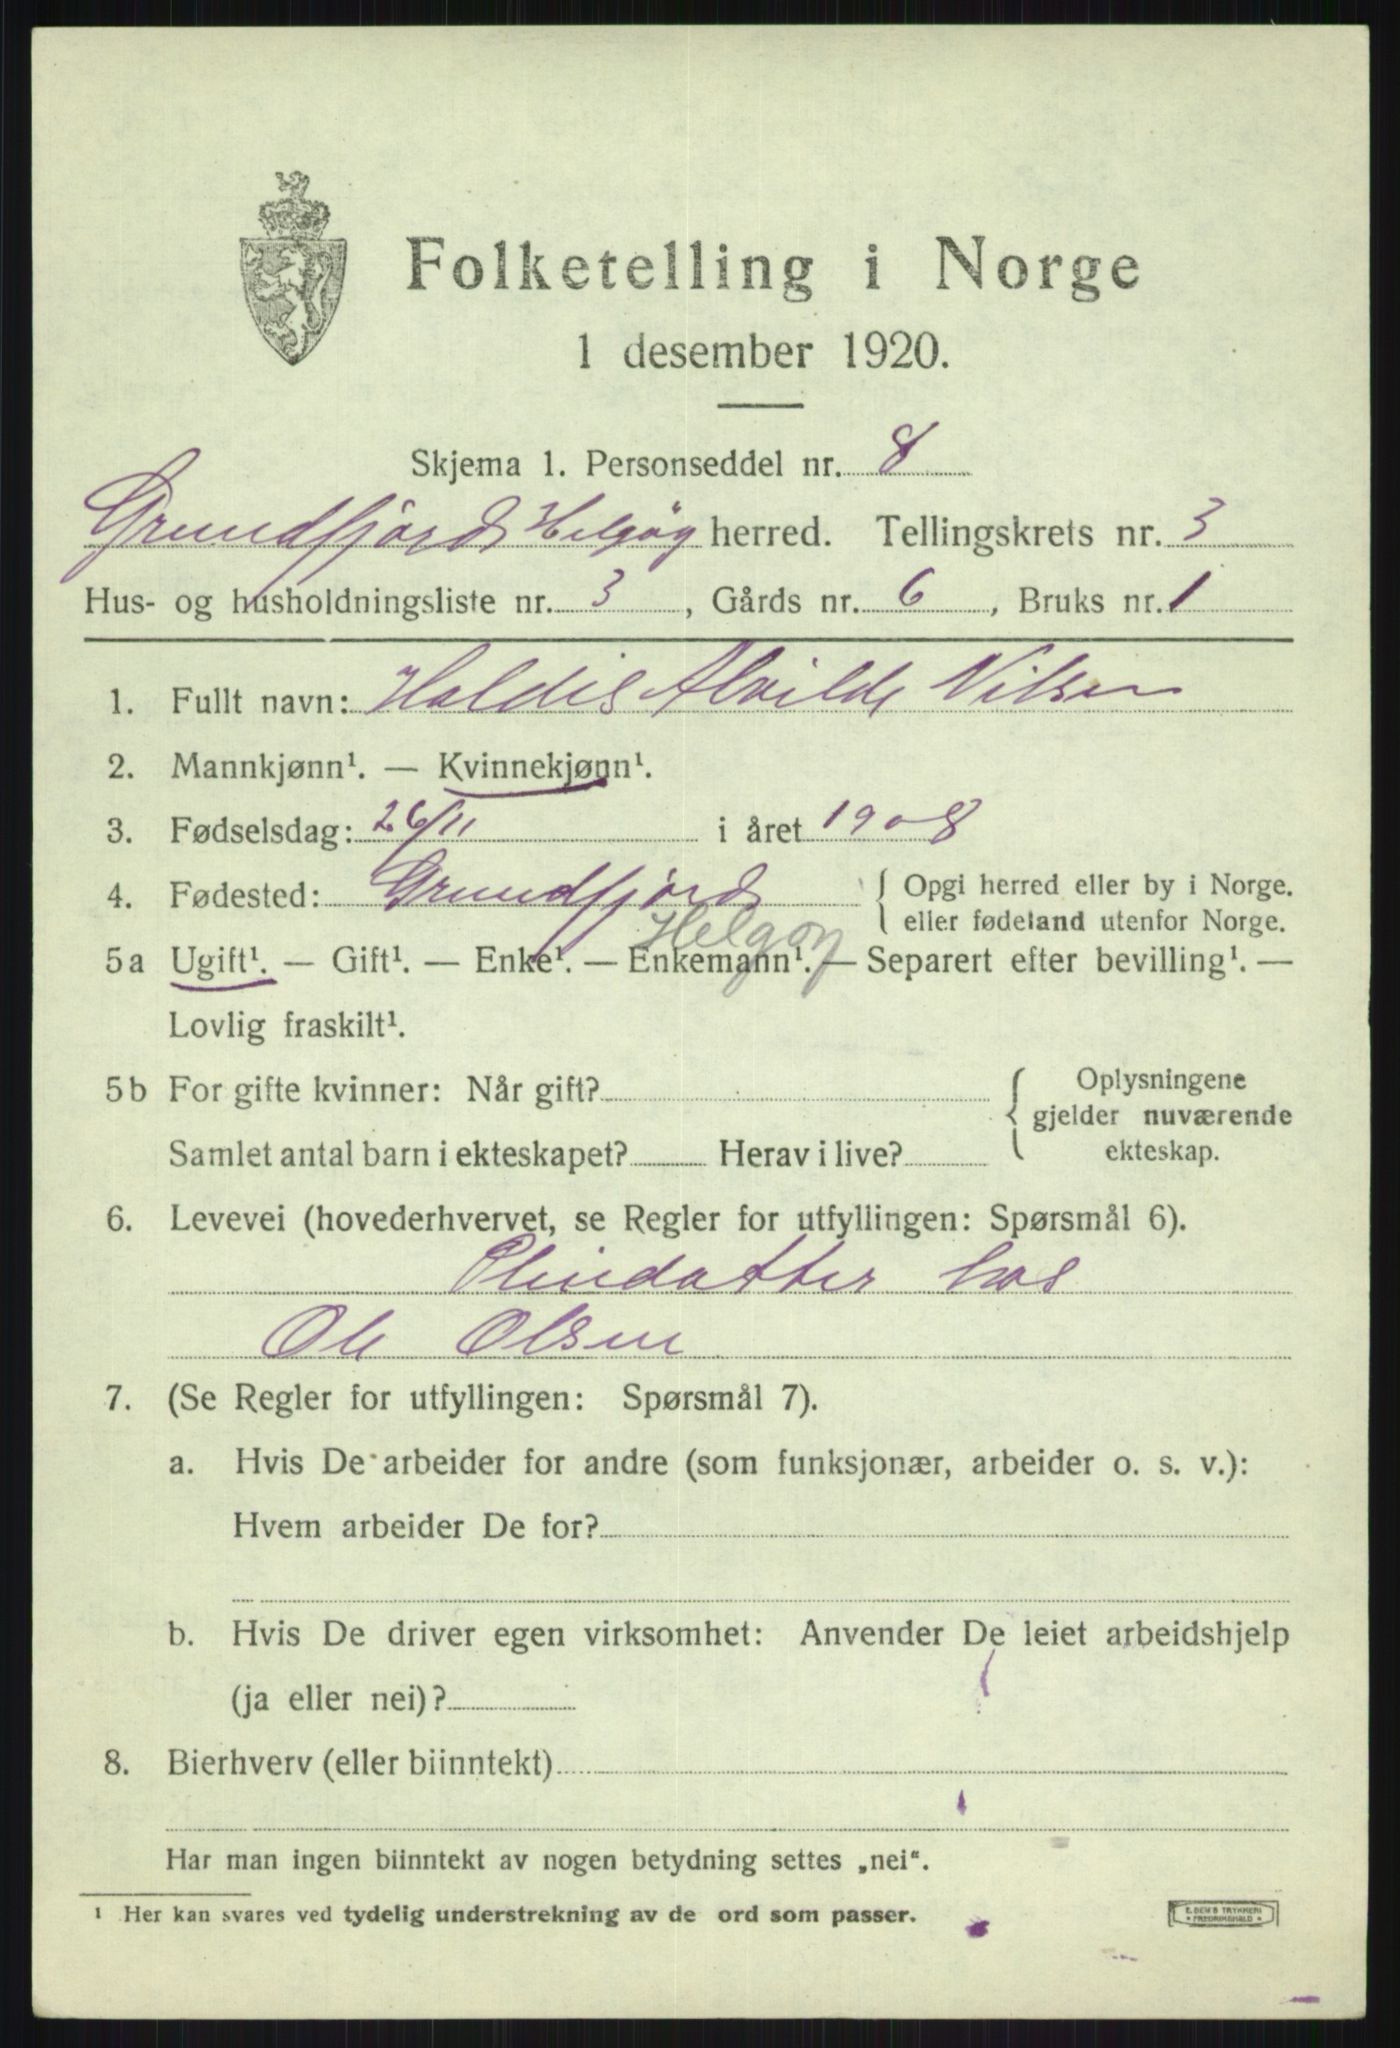 Folketelling i Norge
1 desember 1920.
Skjema 1. Personseddel nr. 8
Grundfjord Helgøy herred. Tellingskrets nr. 3
Hus- og husholdningsliste nr. 3, Gårds nr. 6, Bruks nr. 1
1. Fullt navn: Haldis Alvilde Nilsen
2. Mannkjønn¹. — Kvinnekjønn¹.
3. Fødselsdag: 26/11 i året 1908
4. Fødested: Grundfjord { Opgi herred eller by i Norge.
eller fødeland utenfor Norge.
Helgøy
5a Ugift¹. — Gift¹. — Enke¹. — Enkemann¹. — Separert efter bevilling¹. —
Lovlig fraskilt¹.
5b For gifte kvinner: Når gift? { Oplysningene
gjelder nuværende
ekteskap.
Samlet antal barn i ekteskapet? Herav i live?
6. Levevei (hovederhvervet, se Regler for utfyllingen: Spørsmål 6).
Pleiedatter hos
Ole Olsen
7. (Se Regler for utfyllingen: Spørsmål 7).
a. Hvis De arbeider for andre (som funksjonær, arbeider o. s. v.):
Hvem arbeider De for?
b. Hvis De driver egen virksomhet: Anvender De leiet arbeidshjelp
(ja eller nei)?
8. Bierhverv (eller biinntekt)
Har man ingen biinntekt av nogen betydning settes „nei“.
¹ Her kan svares ved tydelig understrekning av de ord som passer.
E. SEM'S TRYKKERI
FREDRIKSHALD